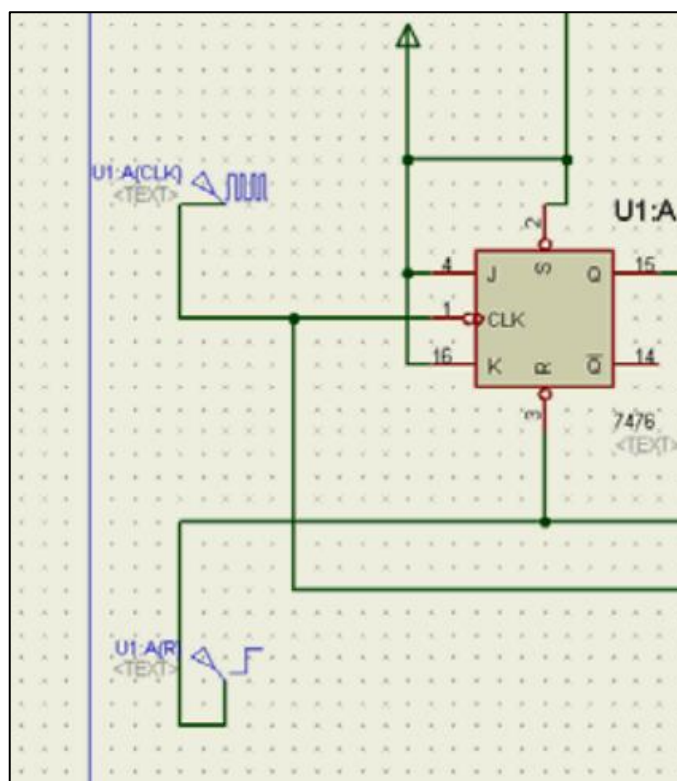 U1:A(CLK)
<TEXT>
2
U1:A
4
J
S
Q
15
1
CLK
16
K
R
Q
14
3
7476
<TEXT>
U1:A(R)
<TEXT>